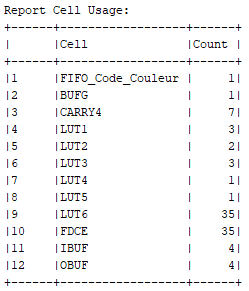 Report Cell Usage:
+------+------------------+------+
|      |Cell              |Count |
+------+------------------+------+
|1     |FIFO_Code_Couleur |     1|
|2     |BUFG              |     1|
|3     |CARRY4            |     7|
|4     |LUT1              |     3|
|5     |LUT2              |     2|
|6     |LUT3              |     3|
|7     |LUT4              |     1|
|8     |LUT5              |     1|
|9     |LUT6              |    35|
|10    |FDCE              |    35|
|11    |IBUF              |     4|
|12    |OBUF              |     4|
+------+------------------+------+